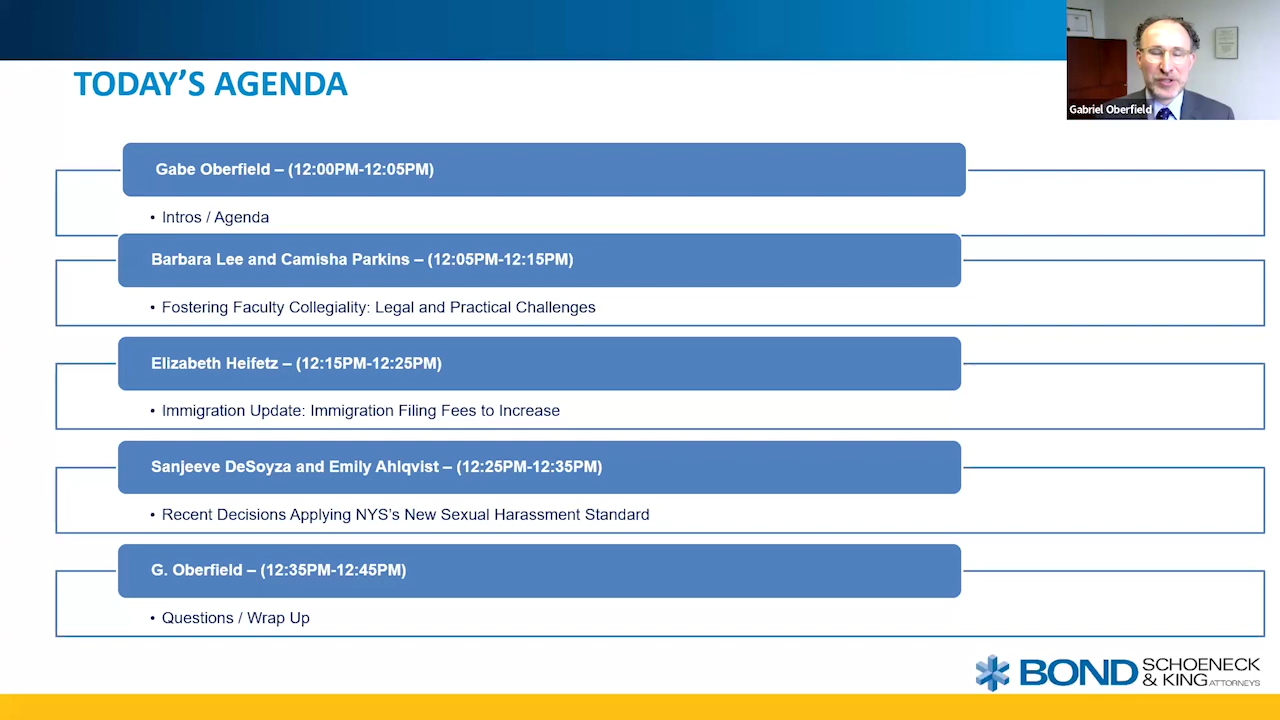 TODAY’S AGENDA
Gabriel Oberfield
Gabe Oberfield – (12:00PM-12:05PM)
• Intros / Agenda
Barbara Lee and Camisha Parkins – (12:05PM-12:15PM)
• Fostering Faculty Collegiality: Legal and Practical Challenges
Elizabeth Heifetz – (12:15PM-12:25PM)
• Immigration Update: Immigration Filing Fees to Increase
Sanjeeve DeSoyza and Emily Ahlqvist – (12:25PM-12:35PM)
• Recent Decisions Applying NYS’s New Sexual Harassment Standard
G. Oberfield – (12:35PM-12:45PM)
• Questions / Wrap Up
BOND SCHOENECK
& KING ATTORNEYS